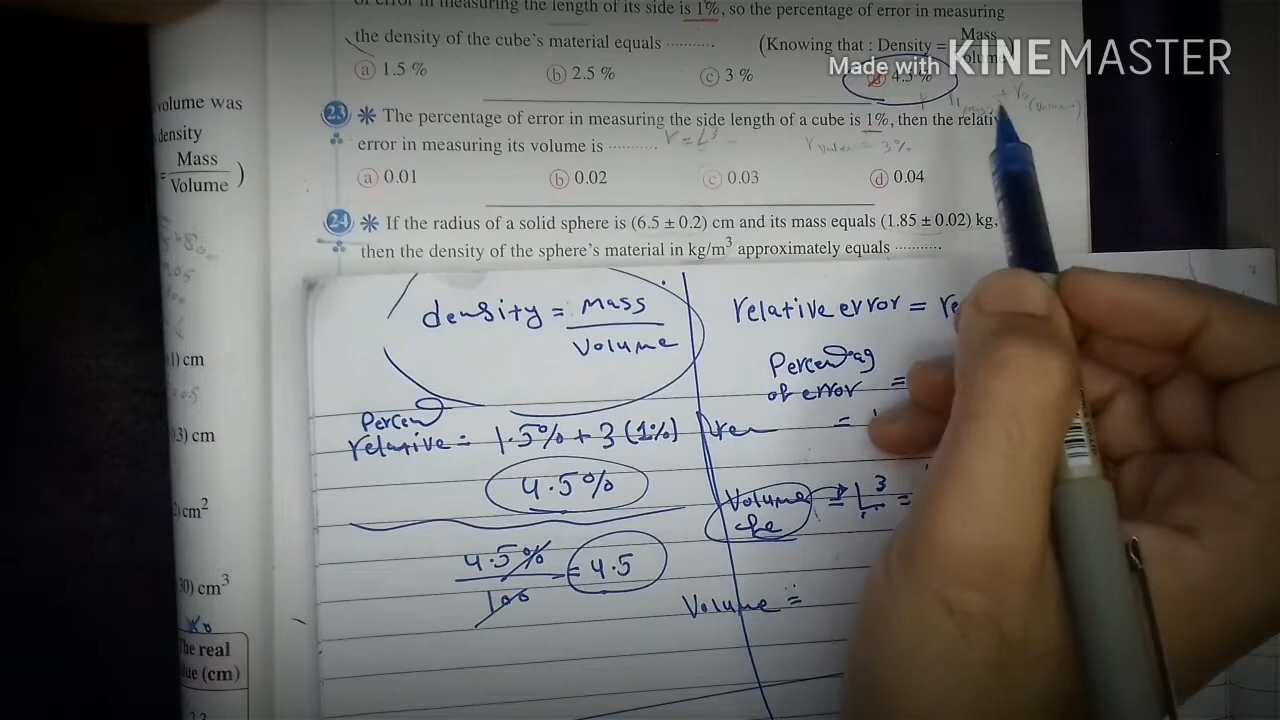 of error in measuring the length of its side is 1%, so the percentage of error in measuring
the density of the cube's material equals ........... (Knowing that : Density = Mass
Volume
Made with KINEMASTER
a 1.5 % b 2.5 % c 3 % 4.5 %
volume was
density
= Mass / Volume )
23 * The percentage of error in measuring the side length of a cube is 1%, then the relativ
error in measuring its volume is ........... V = L³
= 3%
(Volume)
a 0.01 b 0.02 c 0.03 d 0.04
24 * If the radius of a solid sphere is (6.5 ± 0.2) cm and its mass equals (1.85 ± 0.02) kg,
then the density of the sphere's material in kg/m³ approximately equals ...........
density = Mass / Volume
relative error = re
Percentag
of error =
=
Percen
relative = 1.5% + 3 (1%)
4.5%
Volume = L³ =
4.5% / 100 = 4.5
Volume =
1) cm
.3) cm
) cm²
30) cm³
The real
lue (cm)